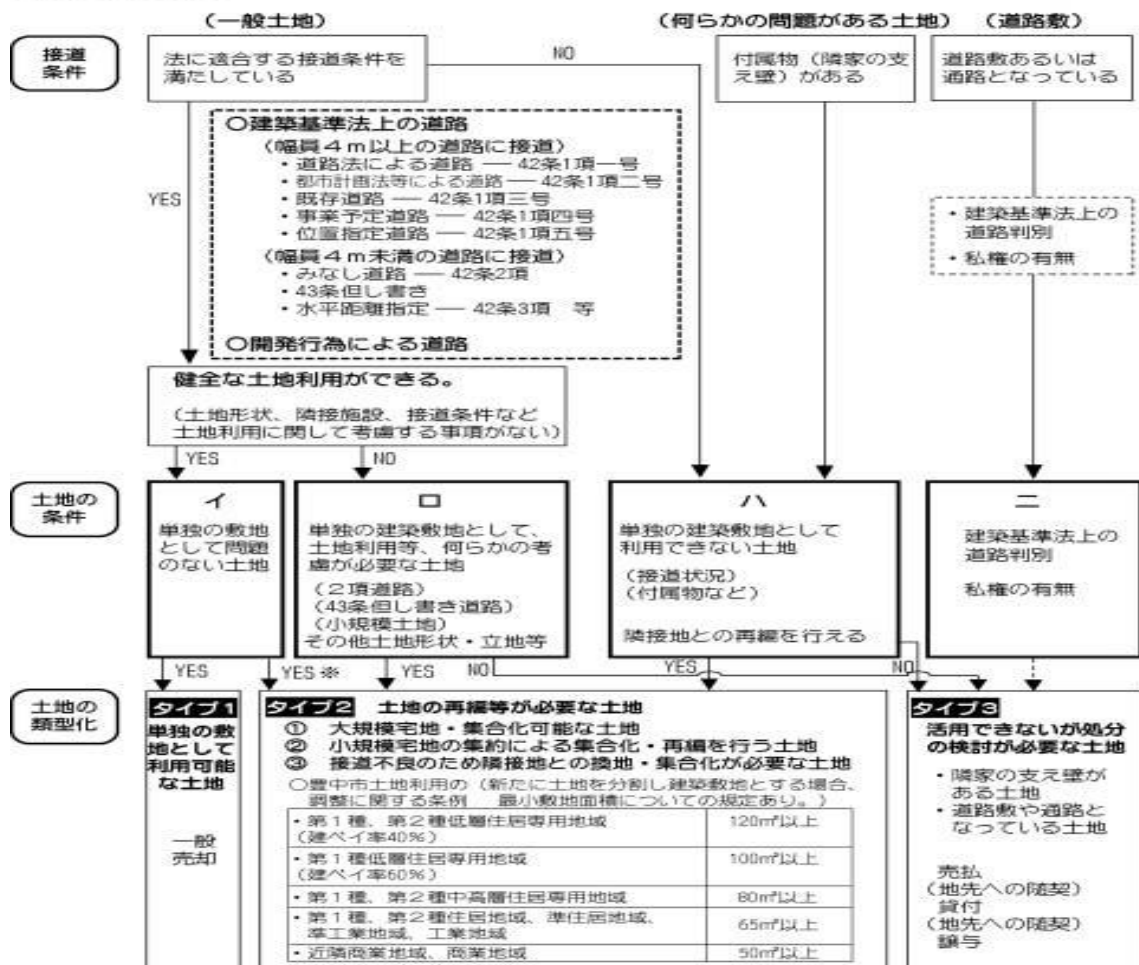 (一般土地)
(何らかの問題がある土地)
(道路敷)
接道
条件
法に適合する接道条件を
満たしている
NO
付属物(隣家の支
え壁)がある
道路敷あるいは
通路となっている
YES
○建築基準法上の道路
(幅員4m以上の道路に接道)
・道路法による道路 ── 42条1項一号
・都市計画法等による道路 ── 42条1項二号
・既存道路 ── 42条1項三号
・事業予定道路 ── 42条1項四号
・位置指定道路 ── 42条1項五号
(幅員4m未満の道路に接道)
・みなし道路 ── 42条2項
・43条但し書き
・水平距離指定 ── 42条3項 等
○開発行為による道路
・建築基準法上の
道路判別
・私権の有無
健全な土地利用ができる。
(土地形状、隣接施設、接道条件など
土地利用に関して考慮する事項がない)
YES
NO
土地の
条件
イ
単独の敷地
として問題
のない土地
ロ
単独の建築敷地として、
土地利用等、何らかの考
慮が必要な土地
(2項道路)
(43条但し書き道路)
(小規模土地)
その他土地形状・立地等
ハ
単独の建築敷地として
利用できない土地
(接道状況)
(付属物など)
隣接地との再編を行える
ニ
建築基準法上の
道路判別
私権の有無
YES
YES※
YES
NO
YES
NO
土地の
類型化
タイプ1
単独の敷
地として
利用可能
な土地
一般
売却
タイプ2 土地の再編等が必要な土地
① 大規模宅地・集合化可能な土地
② 小規模宅地の集約による集合化・再編を行う土地
③ 接道不良のため隣接地との換地・集合化が必要な土地
○豊中市土地利用の(新たに土地を分割し建築敷地とする場合、
調整に関する条例 最小敷地面積についての規定あり。)
・第1種、第2種低層住居専用地域
(建ペイ率40%)
120㎡以上
・第1種低層住居専用地域
(建ペイ率60%)
100㎡以上
・第1種、第2種中高層住居専用地域
80㎡以上
・第1種、第2種住居地域、準住居地域、
準工業地域、工業地域
65㎡以上
・近隣商業地域、商業地域
50㎡以上
タイプ3
活用できないが処分
の検討が必要な土地
・隣家の支え壁が
ある土地
・道路敷や通路と
なっている土地
売払
(地先への随契)
貸付
(地先への随契)
譲与